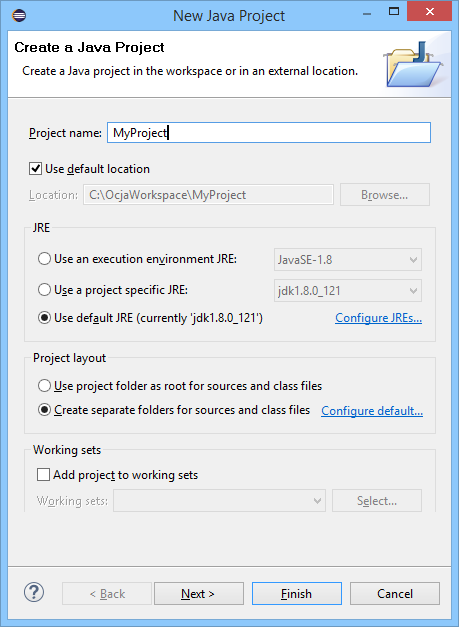 New Java Project
Create a Java Project
Create a Java project in the workspace or in an external location.
Project name: MyProject
Use default location
Location: C:\OcjaWorkspace\MyProject Browse...
JRE
Use an execution environment JRE: JavaSE-1.8
Use a project specific JRE: jdk1.8.0_121
Use default JRE (currently 'jdk1.8.0_121') Configure JREs...
Project layout
Use project folder as root for sources and class files
Create separate folders for sources and class files Configure default...
Working sets
Add project to working sets
Working sets: Select...
? < Back Next > Finish Cancel